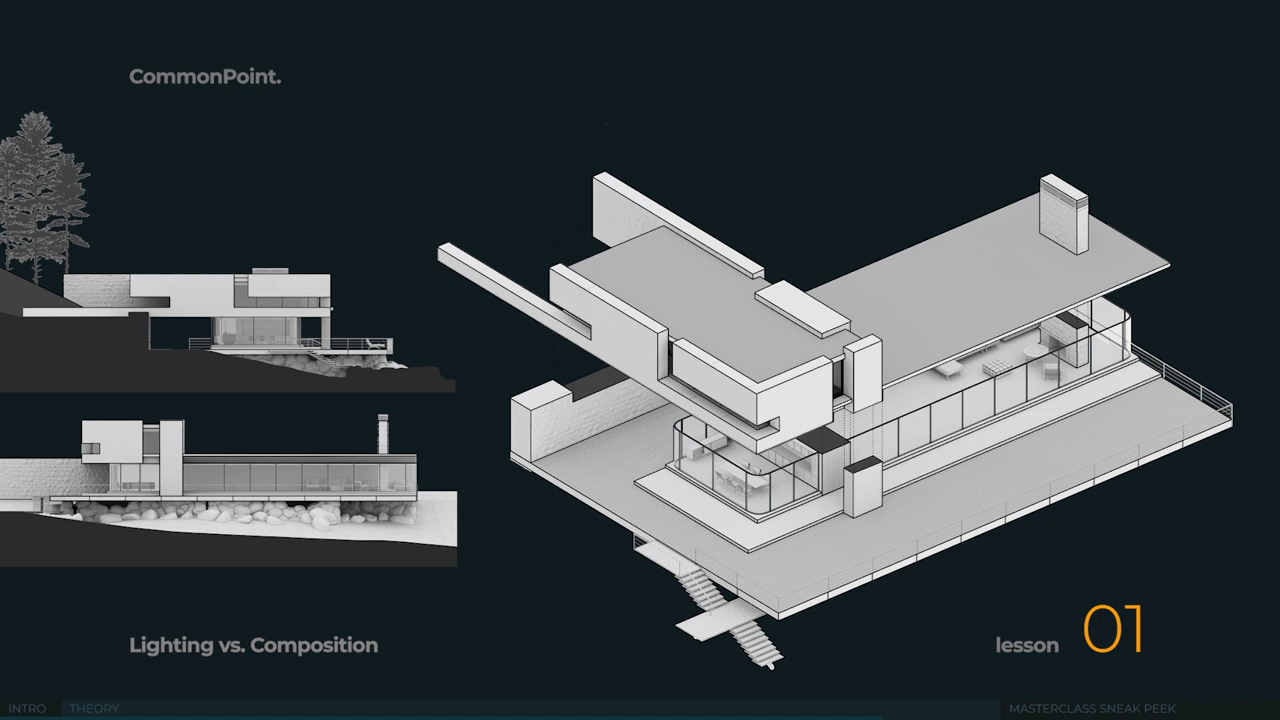 CommonPoint.
Lighting vs. Composition
lesson 01
INTRO THEORY MASTERCLASS SNEAK PEEK